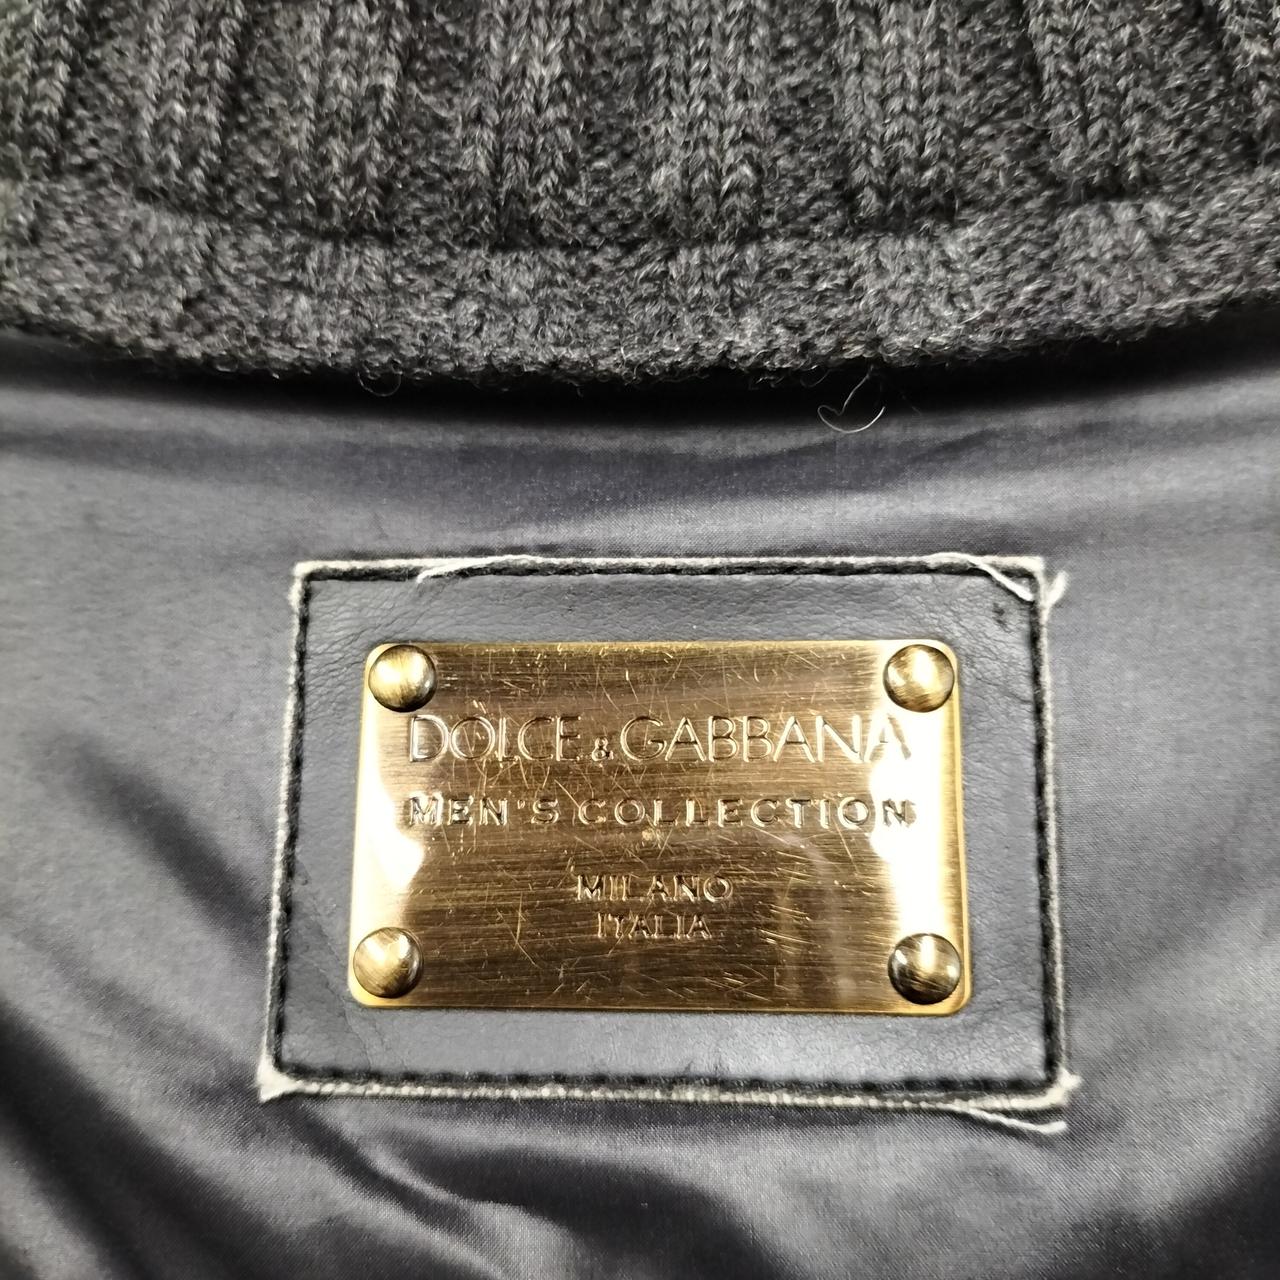 DOLCE & GABBANA
MEN'S COLLECTION
MILANO
ITALIA